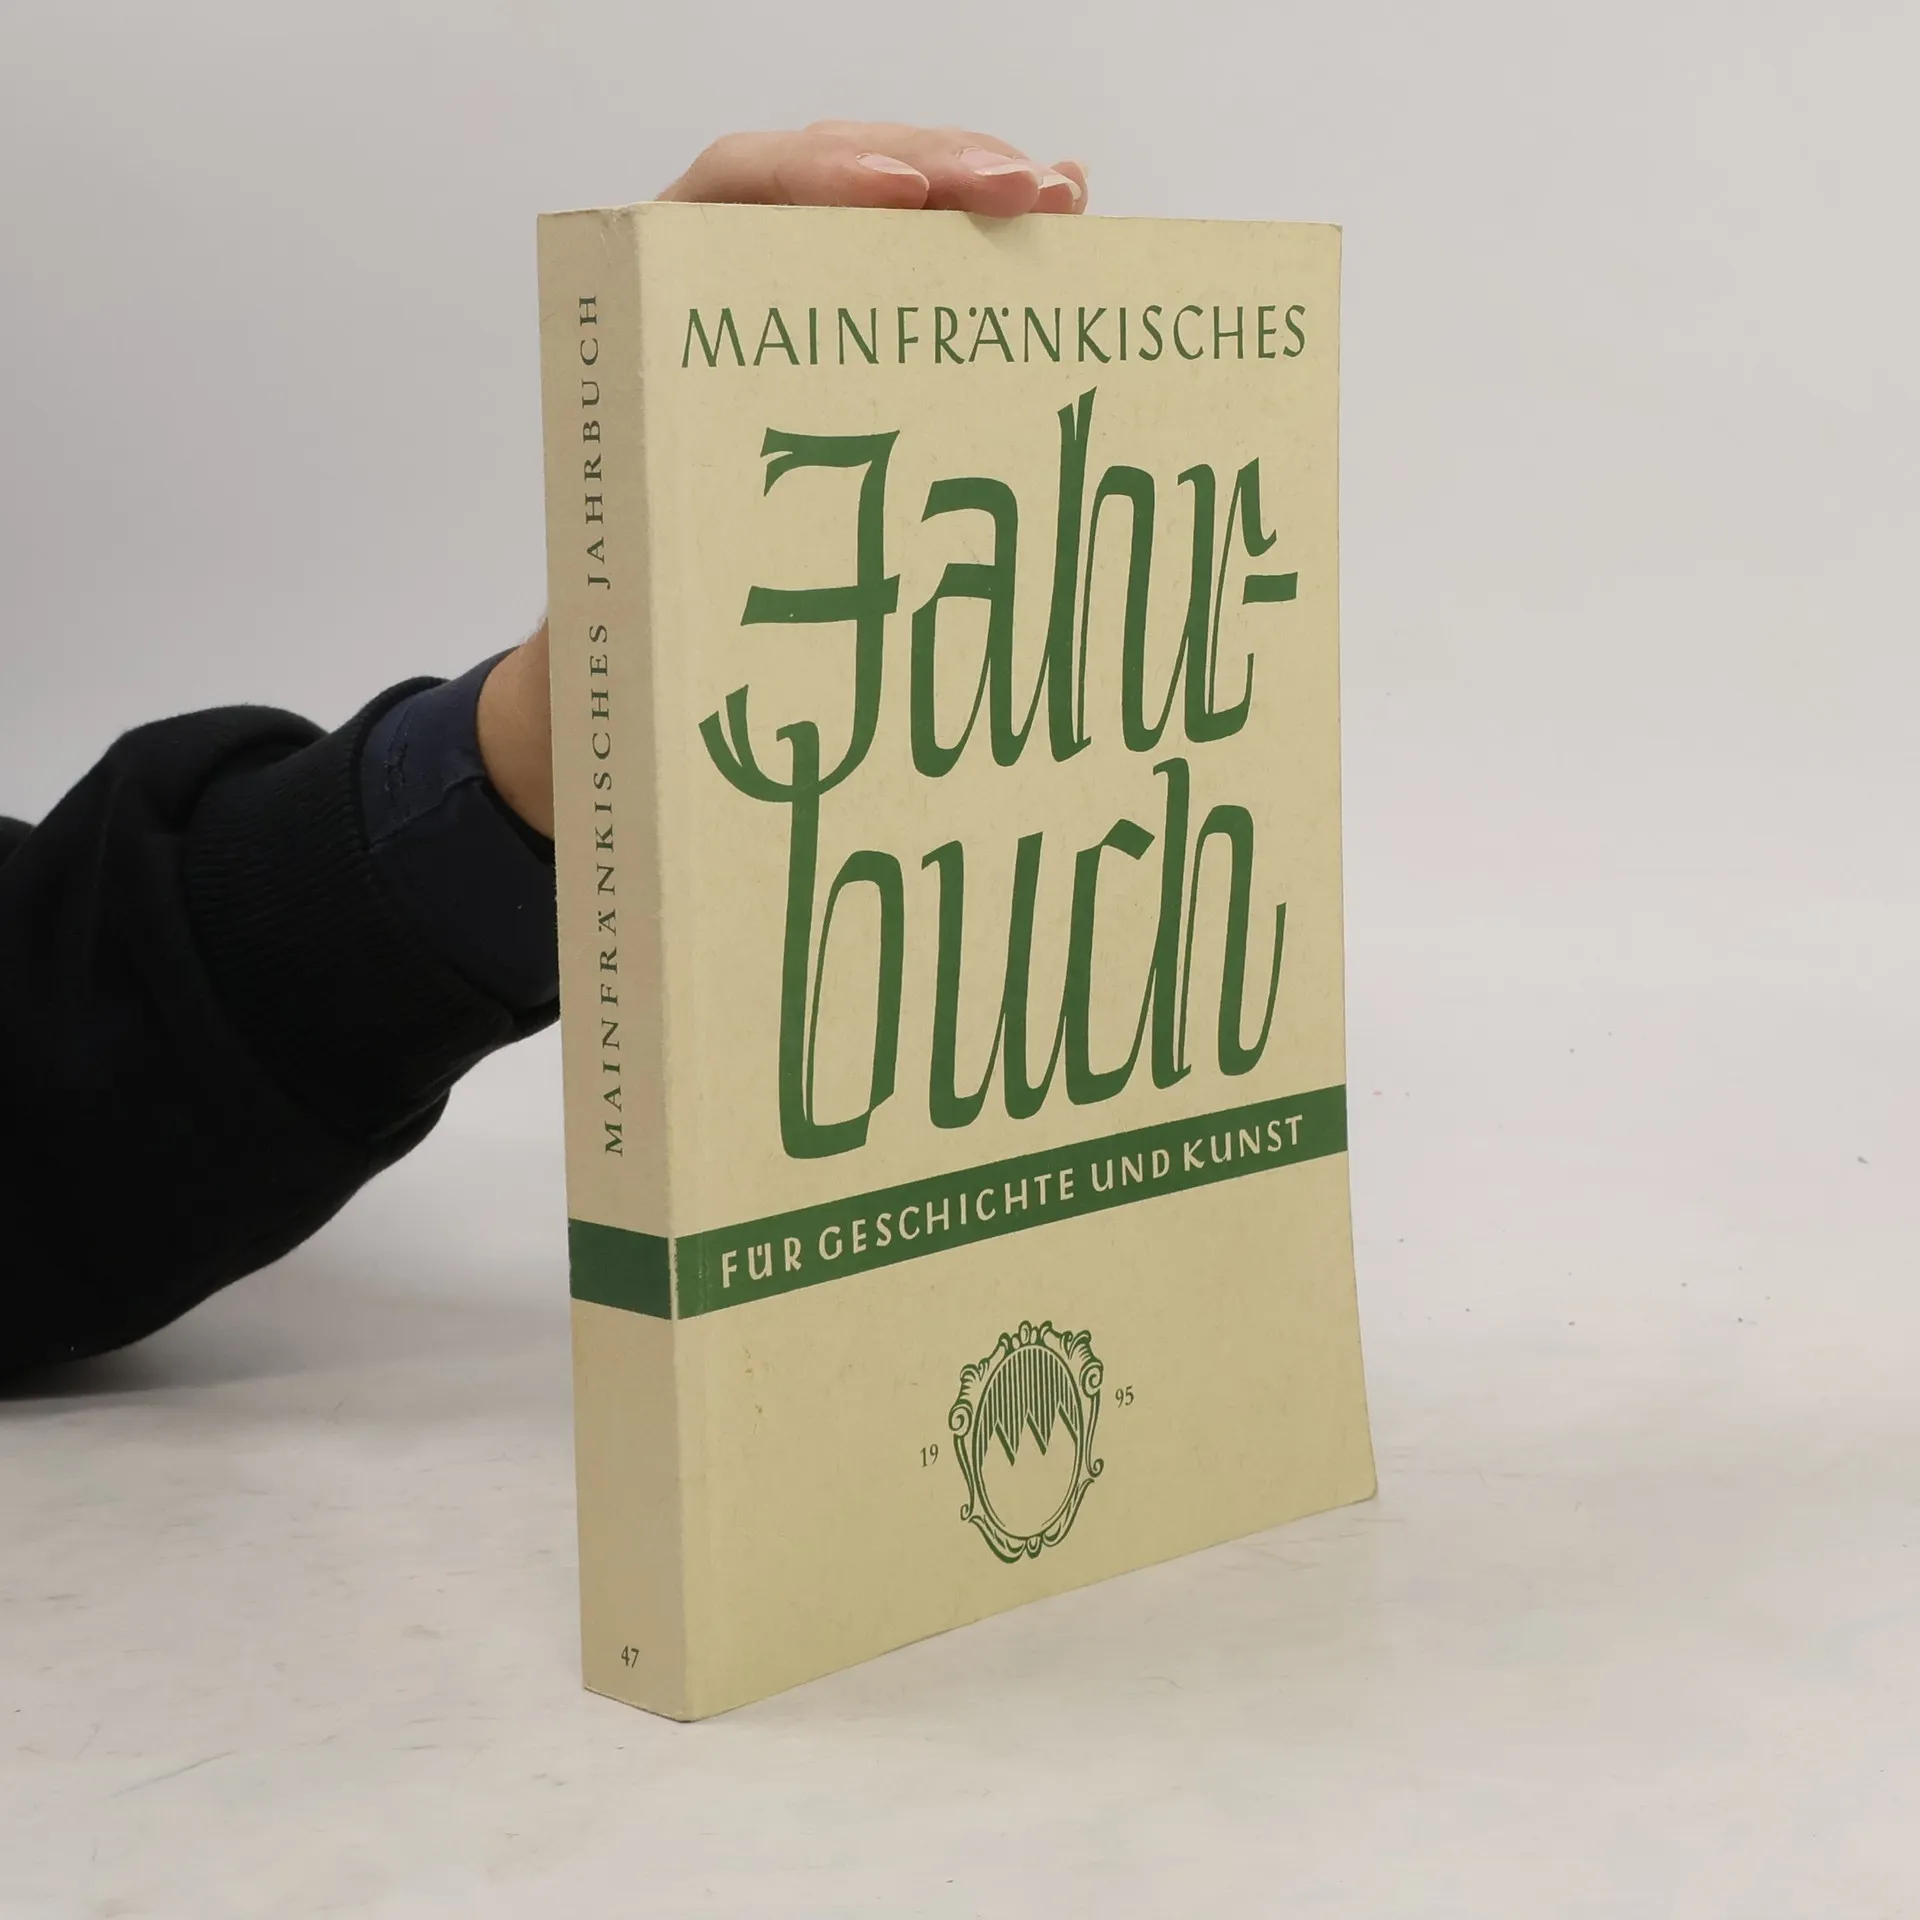 MAINFRÄNKISCHES JAHRBUCH
47
MAINFRÄNKISCHES
Jahr-
buch
FÜR GESCHICHTE UND KUNST
19 95